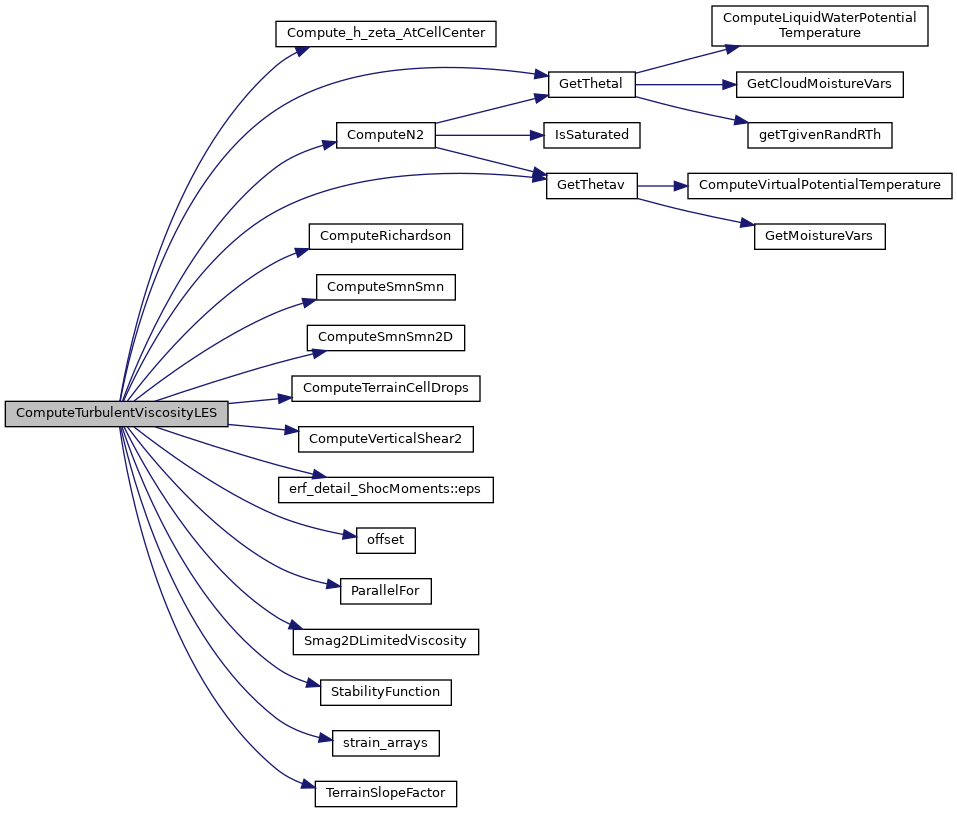 ComputeTurbulentViscosityLES
Compute_h_zeta_AtCellCenter
ComputeN2
ComputeRichardson
ComputeSmnSmn
ComputeSmnSmn2D
ComputeTerrainCellDrops
ComputeVerticalShear2
erf_detail_ShocMoments::eps
offset
ParallelFor
Smag2DLimitedViscosity
StabilityFunction
strain_arrays
TerrainSlopeFactor
GetThetal
IsSaturated
GetThetav
ComputeLiquidWaterPotential
Temperature
GetCloudMoistureVars
getTgivenRandRTh
ComputeVirtualPotentialTemperature
GetMoistureVars